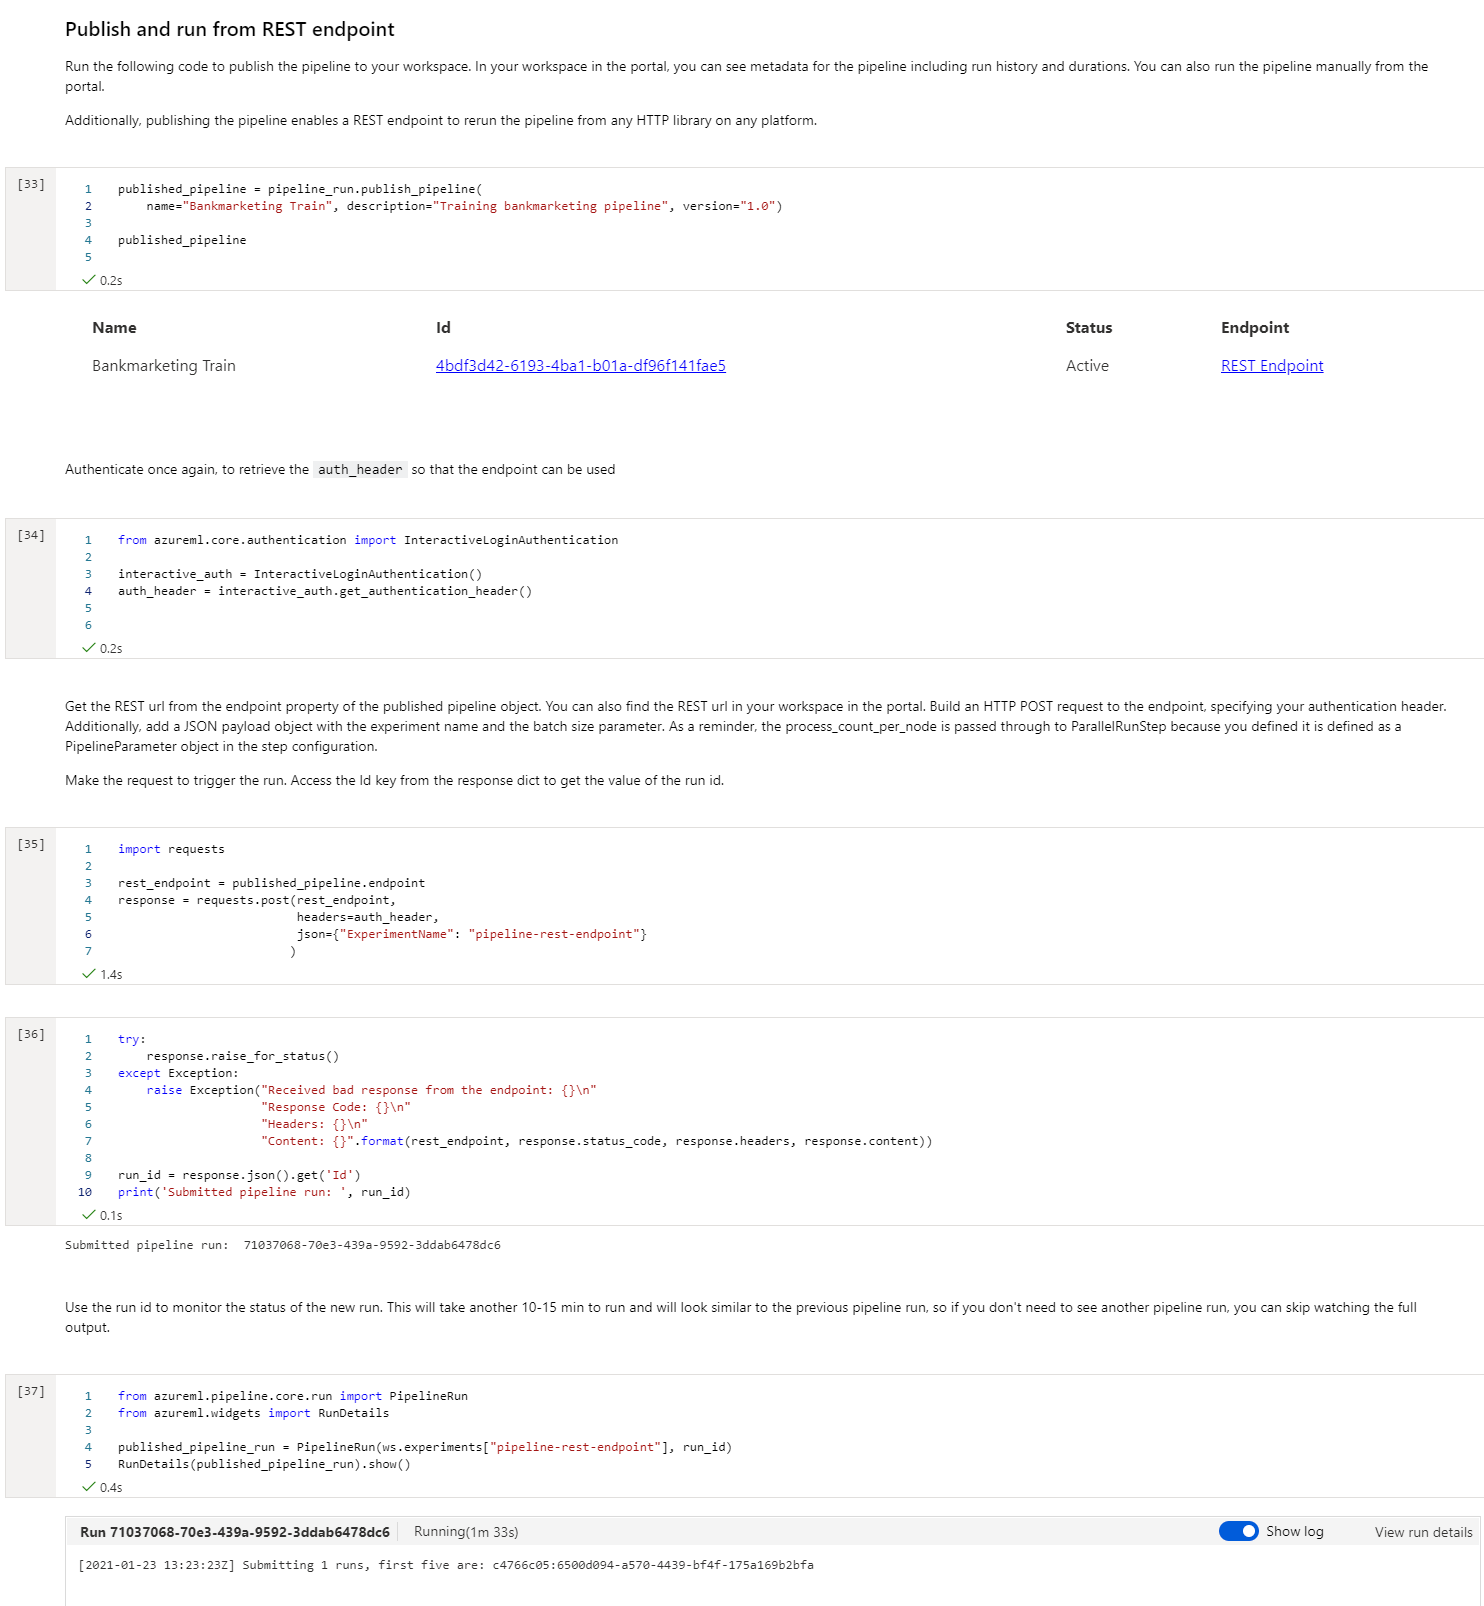 Publish and run from REST endpoint
Run the following code to publish the pipeline to your workspace. In your workspace in the portal, you can see metadata for the pipeline including run history and durations. You can also run the pipeline manually from the
portal.
Additionally, publishing the pipeline enables a REST endpoint to rerun the pipeline from any HTTP library on any platform.
[33]
1 published_pipeline = pipeline_run.publish_pipeline(
2     name="Bankmarketing Train", description="Training bankmarketing pipeline", version="1.0")
3
4 published_pipeline
5
✓ 0.2s
Name Id Status Endpoint
Bankmarketing Train 4bdf3d42-6193-4ba1-b01a-df96f141fae5 Active REST Endpoint
Authenticate once again, to retrieve the auth_header so that the endpoint can be used
[34]
1 from azureml.core.authentication import InteractiveLoginAuthentication
2
3 interactive_auth = InteractiveLoginAuthentication()
4 auth_header = interactive_auth.get_authentication_header()
5
6
✓ 0.2s
Get the REST url from the endpoint property of the published pipeline object. You can also find the REST url in your workspace in the portal. Build an HTTP POST request to the endpoint, specifying your authentication header.
Additionally, add a JSON payload object with the experiment name and the batch size parameter. As a reminder, the process_count_per_node is passed through to ParallelRunStep because you defined it is defined as a
PipelineParameter object in the step configuration.
Make the request to trigger the run. Access the Id key from the response dict to get the value of the run id.
[35]
1 import requests
2
3 rest_endpoint = published_pipeline.endpoint
4 response = requests.post(rest_endpoint,
5                          headers=auth_header,
6                          json={"ExperimentName": "pipeline-rest-endpoint"}
7                         )
✓ 1.4s
[36]
1 try:
2     response.raise_for_status()
3 except Exception:
4     raise Exception("Received bad response from the endpoint: {}\n"
5                     "Response Code: {}\n"
6                     "Headers: {}\n"
7                     "Content: {}".format(rest_endpoint, response.status_code, response.headers, response.content))
8
9 run_id = response.json().get('Id')
10 print('Submitted pipeline run: ', run_id)
✓ 0.1s
Submitted pipeline run:  71037068-70e3-439a-9592-3ddab6478dc6
Use the run id to monitor the status of the new run. This will take another 10-15 min to run and will look similar to the previous pipeline run, so if you don't need to see another pipeline run, you can skip watching the full
output.
[37]
1 from azureml.pipeline.core.run import PipelineRun
2 from azureml.widgets import RunDetails
3
4 published_pipeline_run = PipelineRun(ws.experiments["pipeline-rest-endpoint"], run_id)
5 RunDetails(published_pipeline_run).show()
✓ 0.4s
Run 71037068-70e3-439a-9592-3ddab6478dc6 Running(1m 33s) Show log View run details
[2021-01-23 13:23:23Z] Submitting 1 runs, first five are: c4766c05:6500d094-a570-4439-bf4f-175a169b2bfa